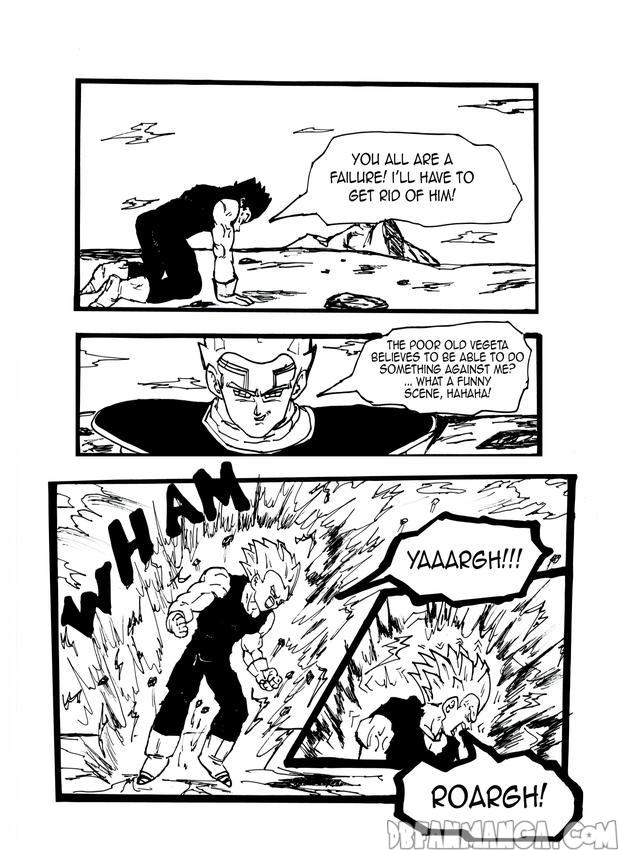 YOU ALL ARE A
FAILURE! I'LL HAVE TO
GET RID OF HIM!
THE POOR OLD VEGETA
BELIEVES TO BE ABLE TO DO
SOMETHING AGAINST ME?
... WHAT A FUNNY
SCENE, HAHAHA!
WHAM
YAAARGH!!!
ROARGH!
DBFANMANGA.COM